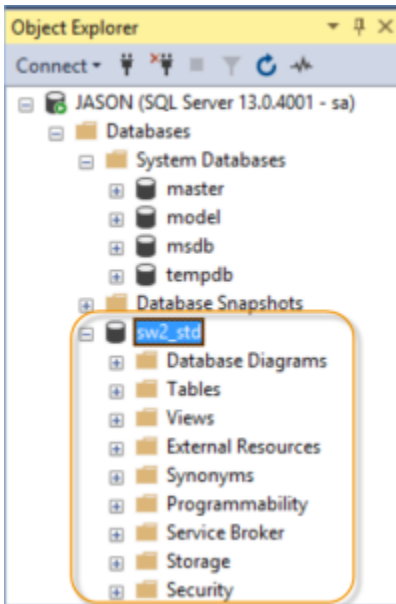 Object Explorer
Connect
JASON (SQL Server 13.0.4001 - sa)
Databases
System Databases
master
model
msdb
tempdb
Database Snapshots
sw2_std
Database Diagrams
Tables
Views
External Resources
Synonyms
Programmability
Service Broker
Storage
Security